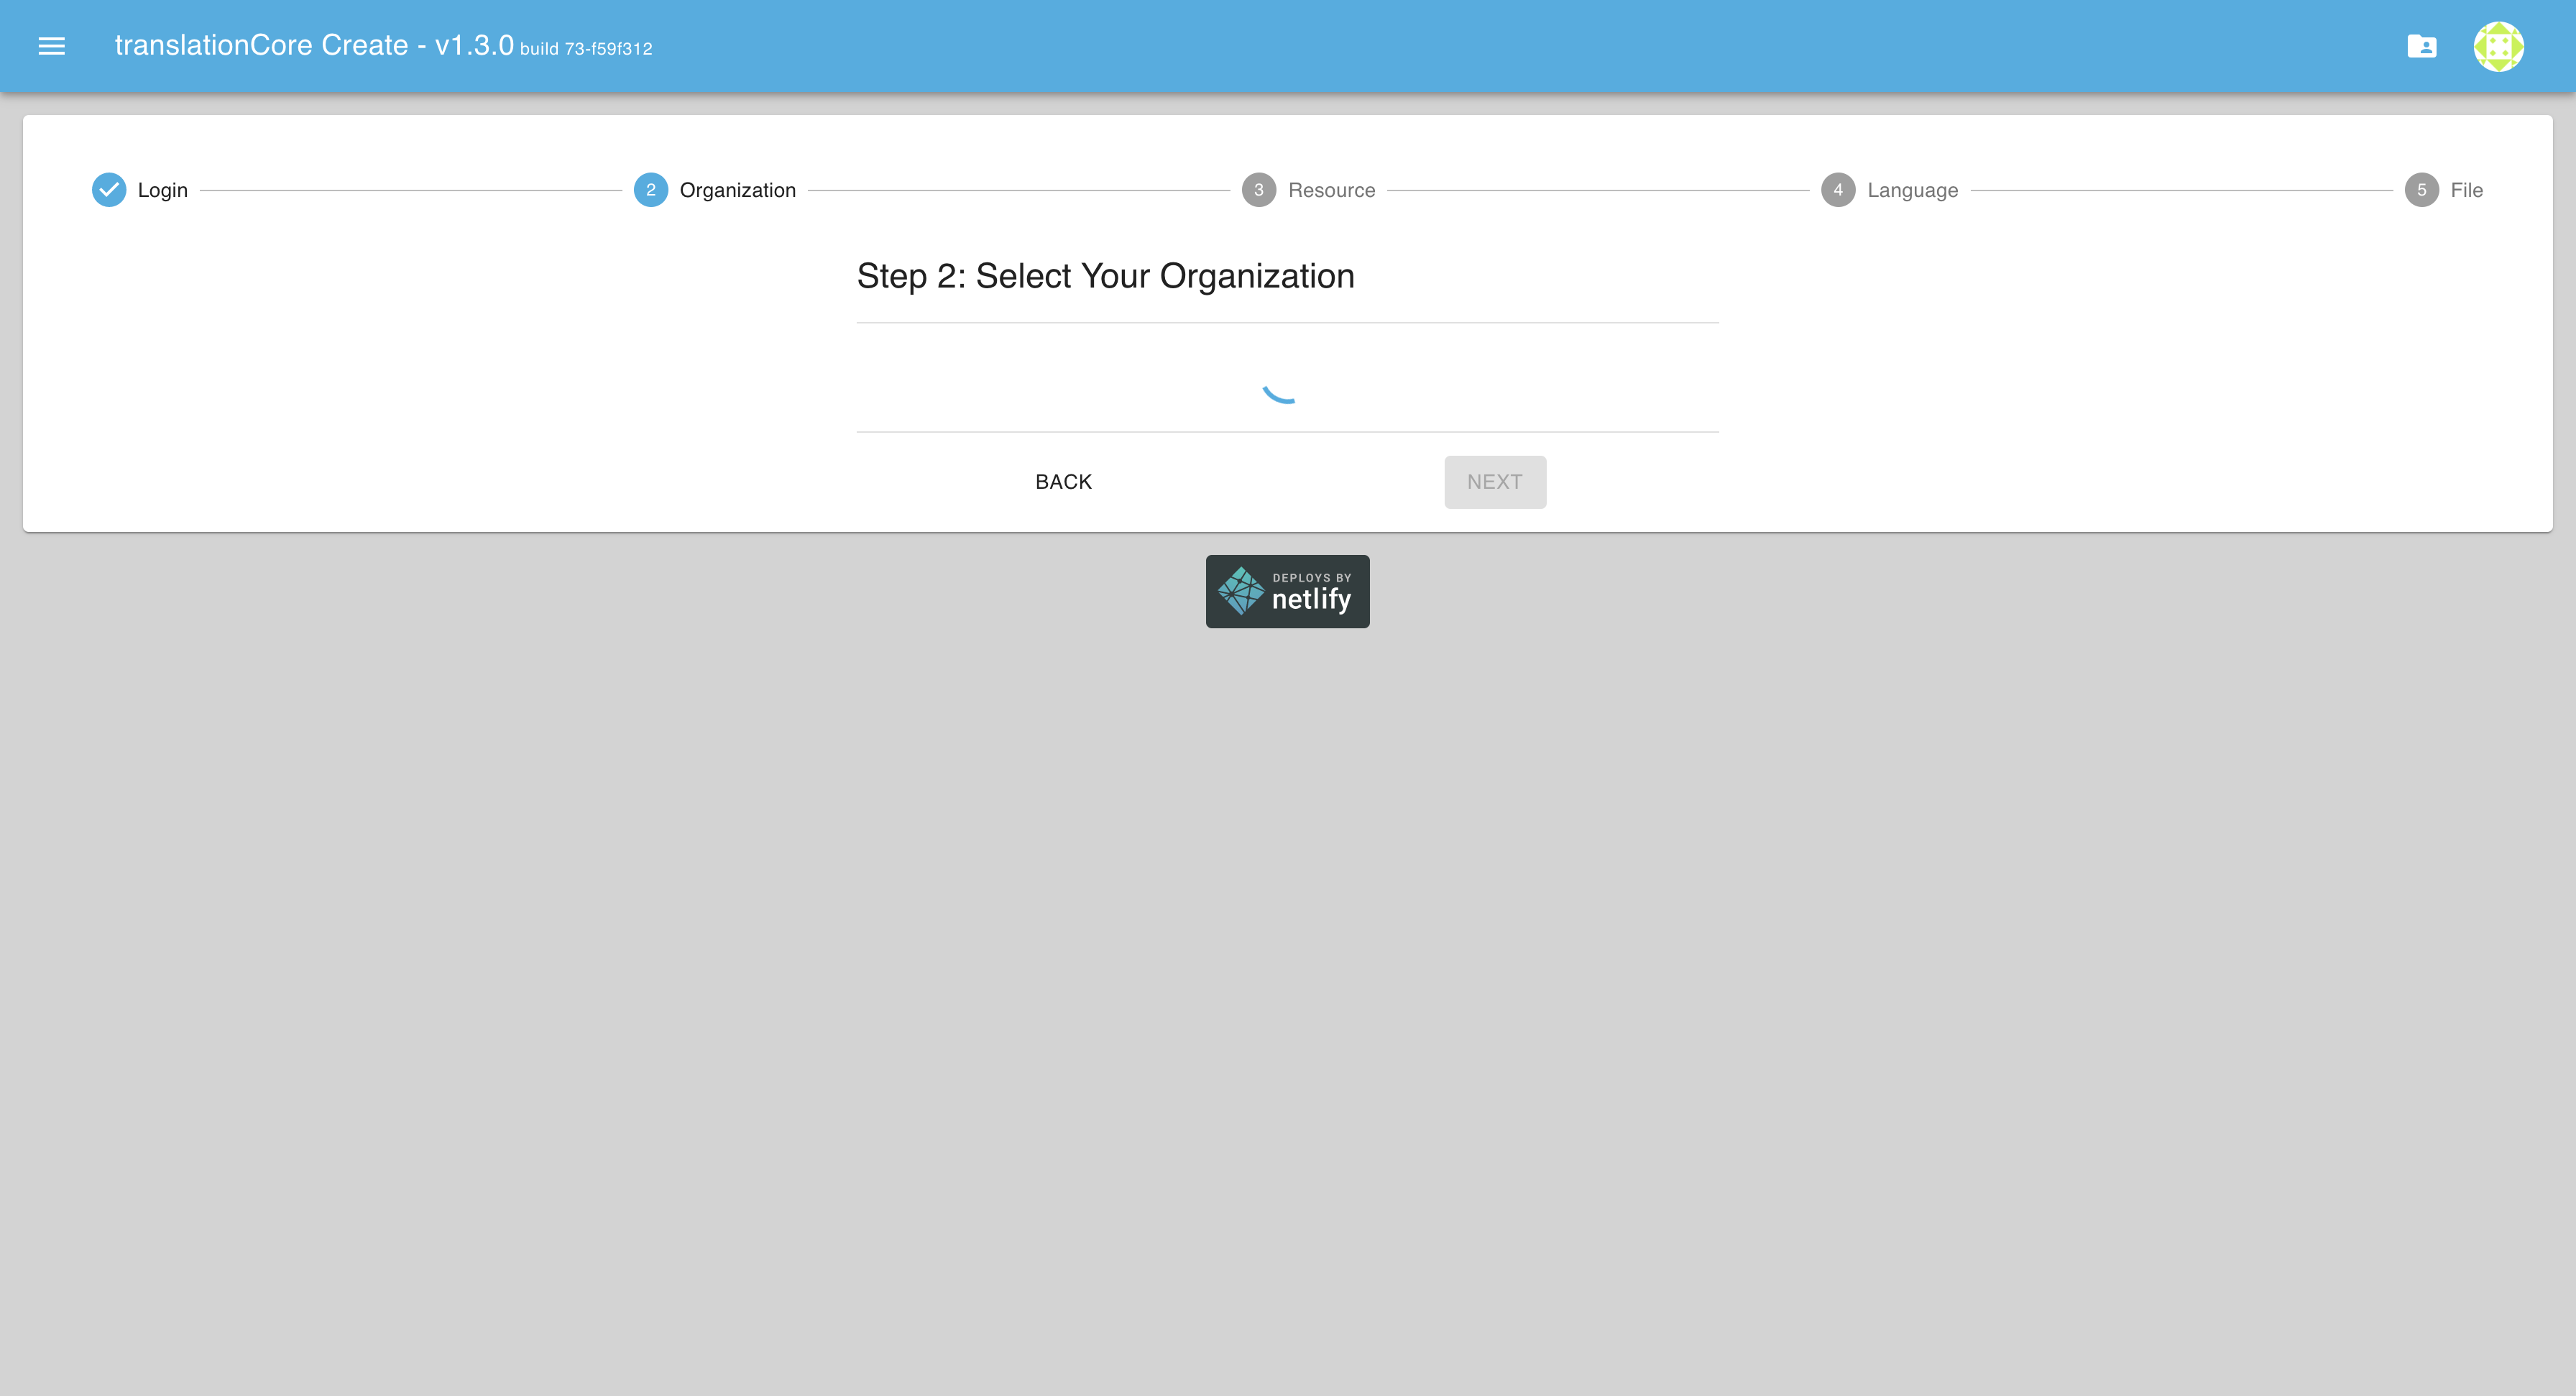 translationCore Create - v1.3.0 build 73-f59f312
Login
2 Organization
3 Resource
4 Language
5 File
Step 2: Select Your Organization
BACK
NEXT
DEPLOYS BY
netlify